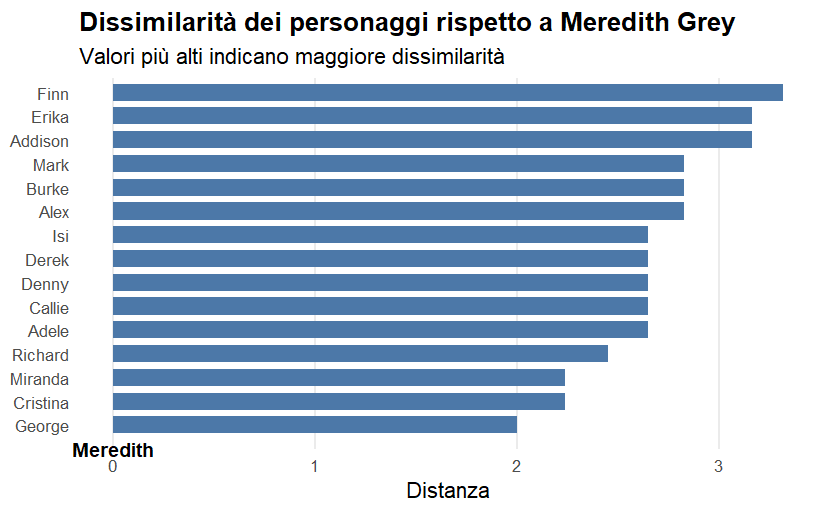 Dissimilarità dei personaggi rispetto a Meredith Grey
Valori più alti indicano maggiore dissimilarità
Finn
Erika
Addison
Mark
Burke
Alex
Isi
Derek
Denny
Callie
Adele
Richard
Miranda
Cristina
George
Meredith
0 1 2 3
Distanza